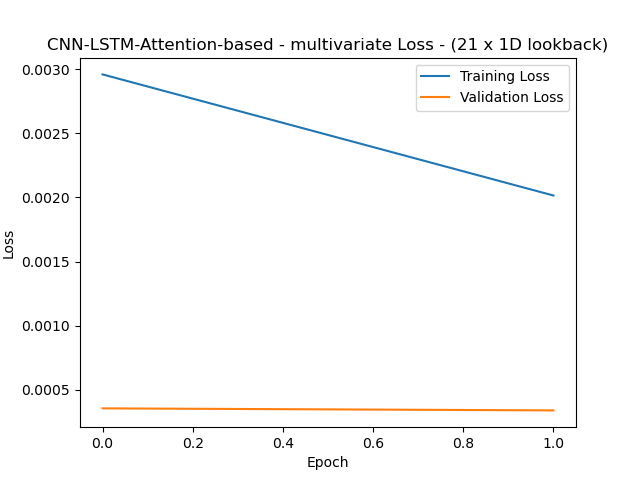 CNN-LSTM-Attention-based - multivariate Loss - (21 x 1D lookback)
Training Loss
Validation Loss
0.0030
0.0025
0.0020
0.0015
0.0010
0.0005
Loss
0.0 0.2 0.4 0.6 0.8 1.0
Epoch